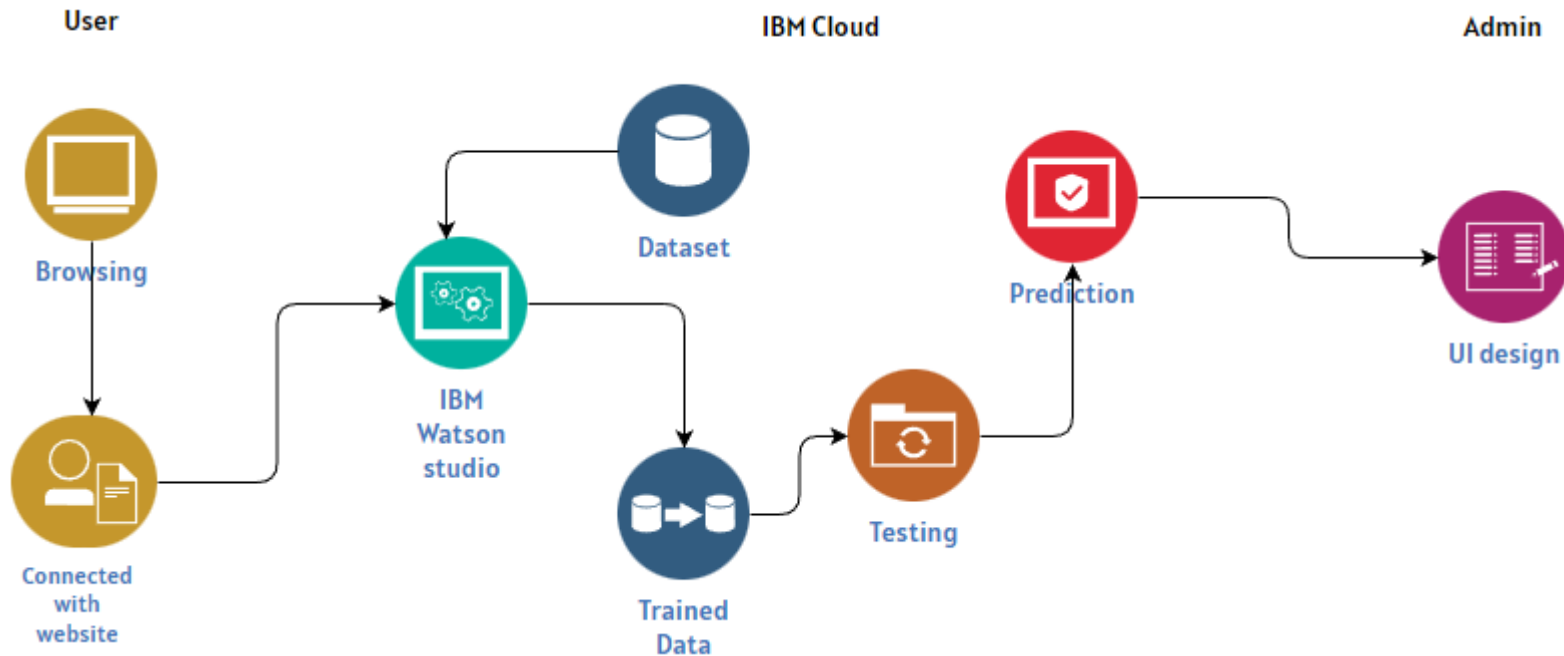 User
IBM Cloud
Admin
Browsing
Connected
with
website
IBM
Watson
studio
Dataset
Trained
Data
Testing
Prediction
UI design